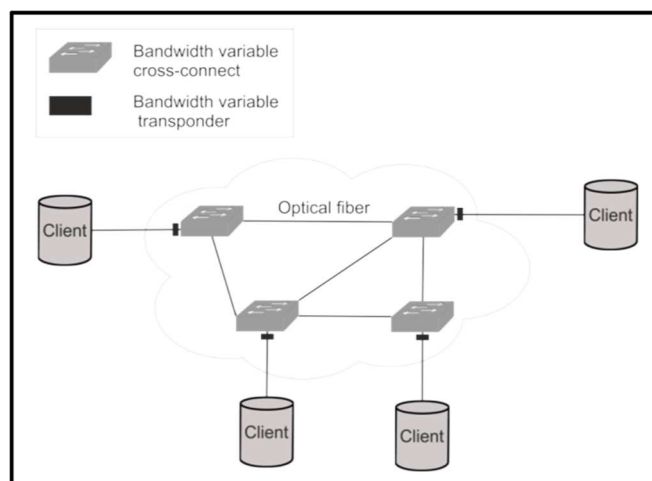 Bandwidth variable
cross-connect
Bandwidth variable
transponder
Optical fiber
Client
Client
Client
Client